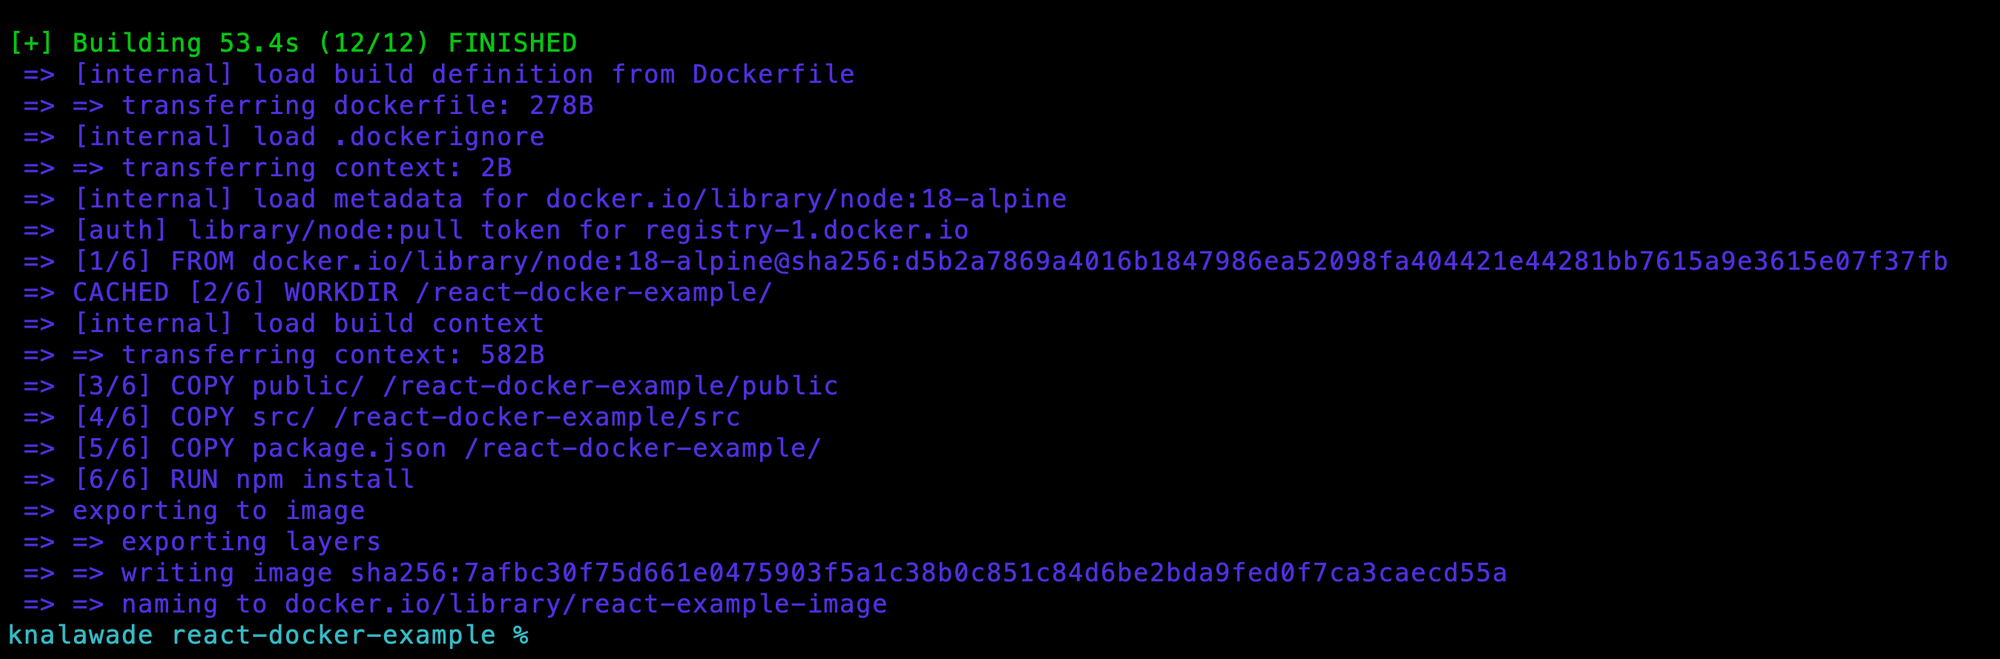 [+] Building 53.4s (12/12) FINISHED
=> [internal] load build definition from Dockerfile
=> => transferring dockerfile: 278B
=> [internal] load .dockerignore
=> => transferring context: 2B
=> [internal] load metadata for docker.io/library/node:18-alpine
=> [auth] library/node:pull token for registry-1.docker.io
=> [1/6] FROM docker.io/library/node:18-alpine@sha256:d5b2a7869a4016b1847986ea52098fa404421e44281bb7615a9e3615e07f37fb
=> CACHED [2/6] WORKDIR /react-docker-example/
=> [internal] load build context
=> => transferring context: 582B
=> [3/6] COPY public/ /react-docker-example/public
=> [4/6] COPY src/ /react-docker-example/src
=> [5/6] COPY package.json /react-docker-example/
=> [6/6] RUN npm install
=> exporting to image
=> => exporting layers
=> => writing image sha256:7afbc30f75d661e0475903f5a1c38b0c851c84d6be2bda9fed0f7ca3caecd55a
=> => naming to docker.io/library/react-example-image
knalawade react-docker-example %